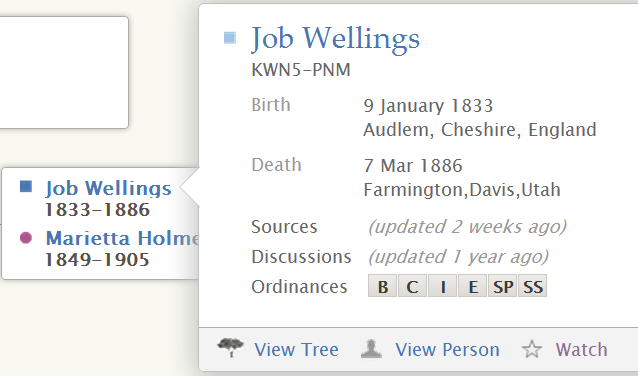 Job Wellings
KWN5-PNM
Birth
9 January 1833
Audlem, Cheshire, England
Death
7 Mar 1886
Farmington,Davis,Utah
Sources (updated 2 weeks ago)
Discussions (updated 1 year ago)
Ordinances B C I E SP SS
View Tree View Person Watch
Job Wellings
1833-1886
Marietta Holme
1849-1905